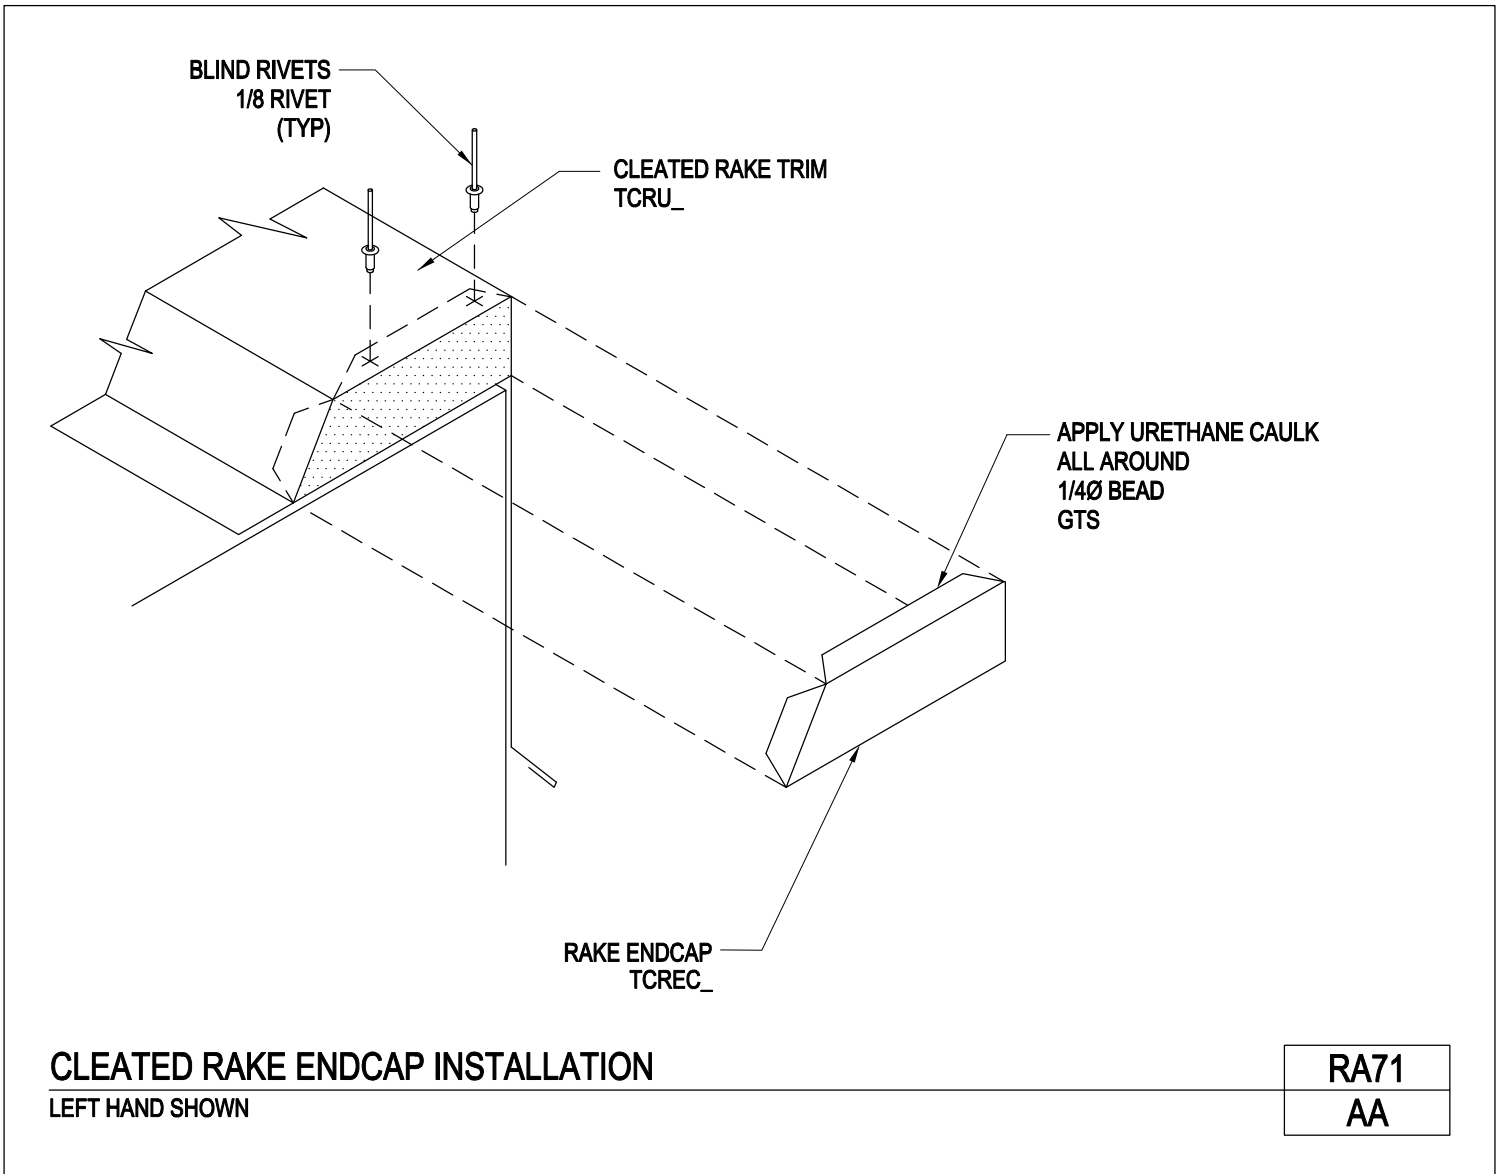 BLIND RIVETS
1/8 RIVET
(TYP)
CLEATED RAKE TRIM
TCRU_
APPLY URETHANE CAULK
ALL AROUND
1/4Ø BEAD
GTS
RAKE ENDCAP
TCREC_
CLEATED RAKE ENDCAP INSTALLATION
LEFT HAND SHOWN
RA71
AA